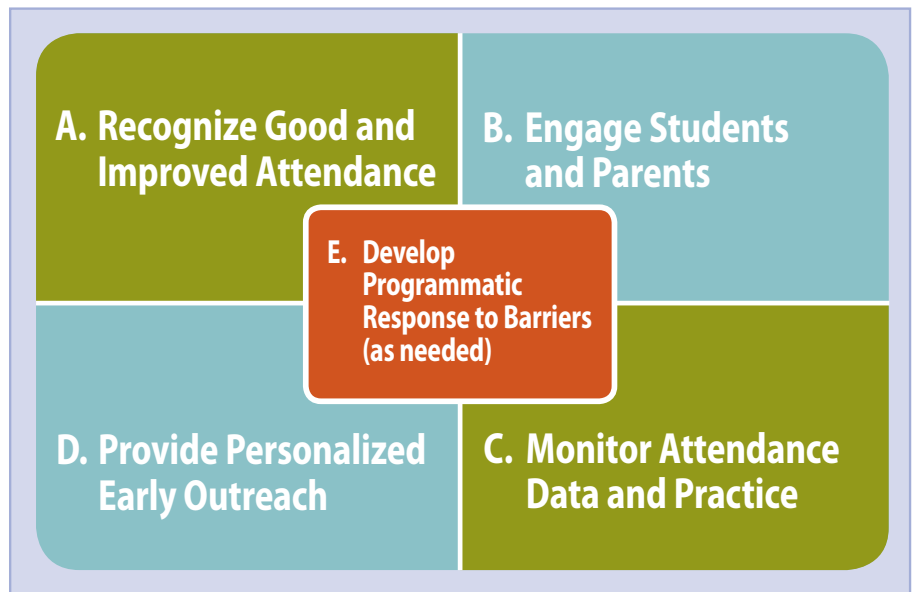 A. Recognize Good and
Improved Attendance
B. Engage Students
and Parents
E. Develop
Programmatic
Response to Barriers
(as needed)
D. Provide Personalized
Early Outreach
C. Monitor Attendance
Data and Practice